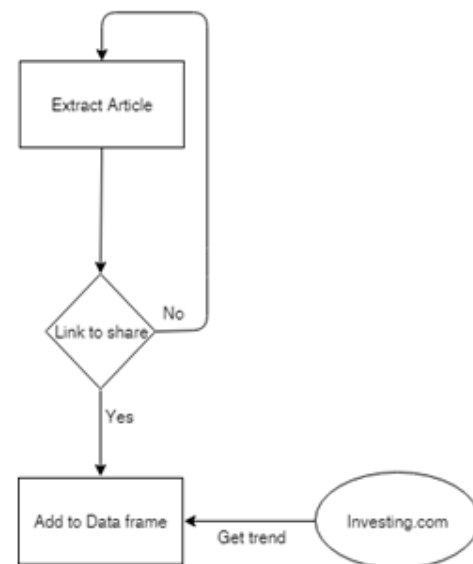 Extract Article
Link to share
No
Yes
Add to Data frame
Get trend
Investing.com